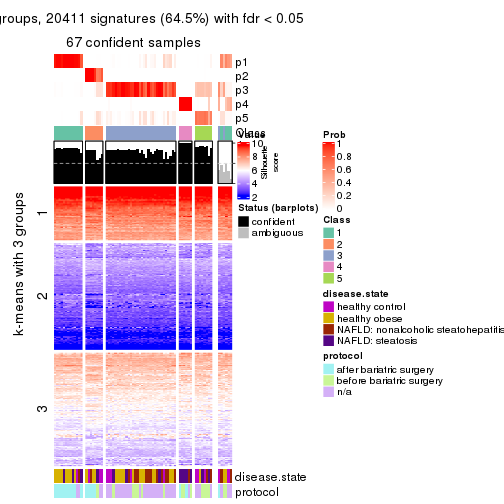 groups, 20411 signatures (64.5%) with fdr < 0.05
67 confident samples
p1
p2
p3
p4
p5
Class
Value
10
8
6
4
2
1
0
Silhouette
score
Prob
1
0.8
0.6
0.4
0.2
0
Status (barplots)
confident
ambiguous
Class
1
2
3
4
5
disease.state
healthy control
healthy obese
NAFLD: nonalcoholic steatohepatitis
NAFLD: steatosis
protocol
after bariatric surgery
before bariatric surgery
n/a
k-means with 3 groups
1
2
3
disease.state
protocol